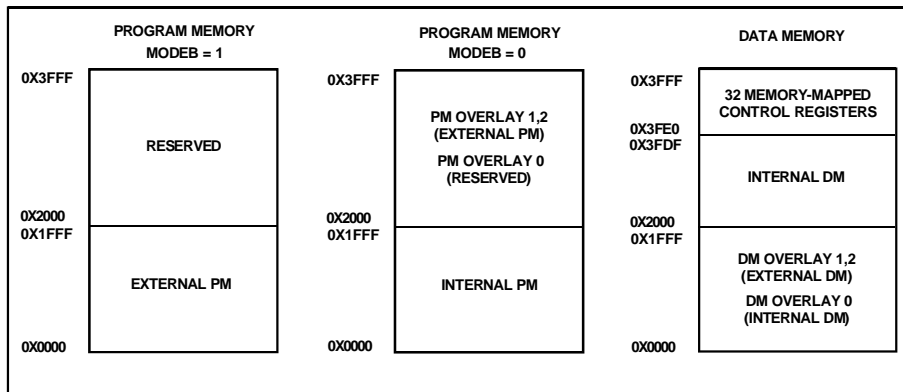 PROGRAM MEMORY
MODEB = 1
0X3FFF
RESERVED
0X2000
0X1FFF
EXTERNAL PM
0X0000
PROGRAM MEMORY
MODEB = 0
0X3FFF
PM OVERLAY 1,2
(EXTERNAL PM)
PM OVERLAY 0
(RESERVED)
0X2000
0X1FFF
INTERNAL PM
0X0000
DATA MEMORY
0X3FFF
32 MEMORY-MAPPED
CONTROL REGISTERS
0X3FE0
0X3FDF
INTERNAL DM
0X2000
0X1FFF
DM OVERLAY 1,2
(EXTERNAL DM)
DM OVERLAY 0
(INTERNAL DM)
0X0000